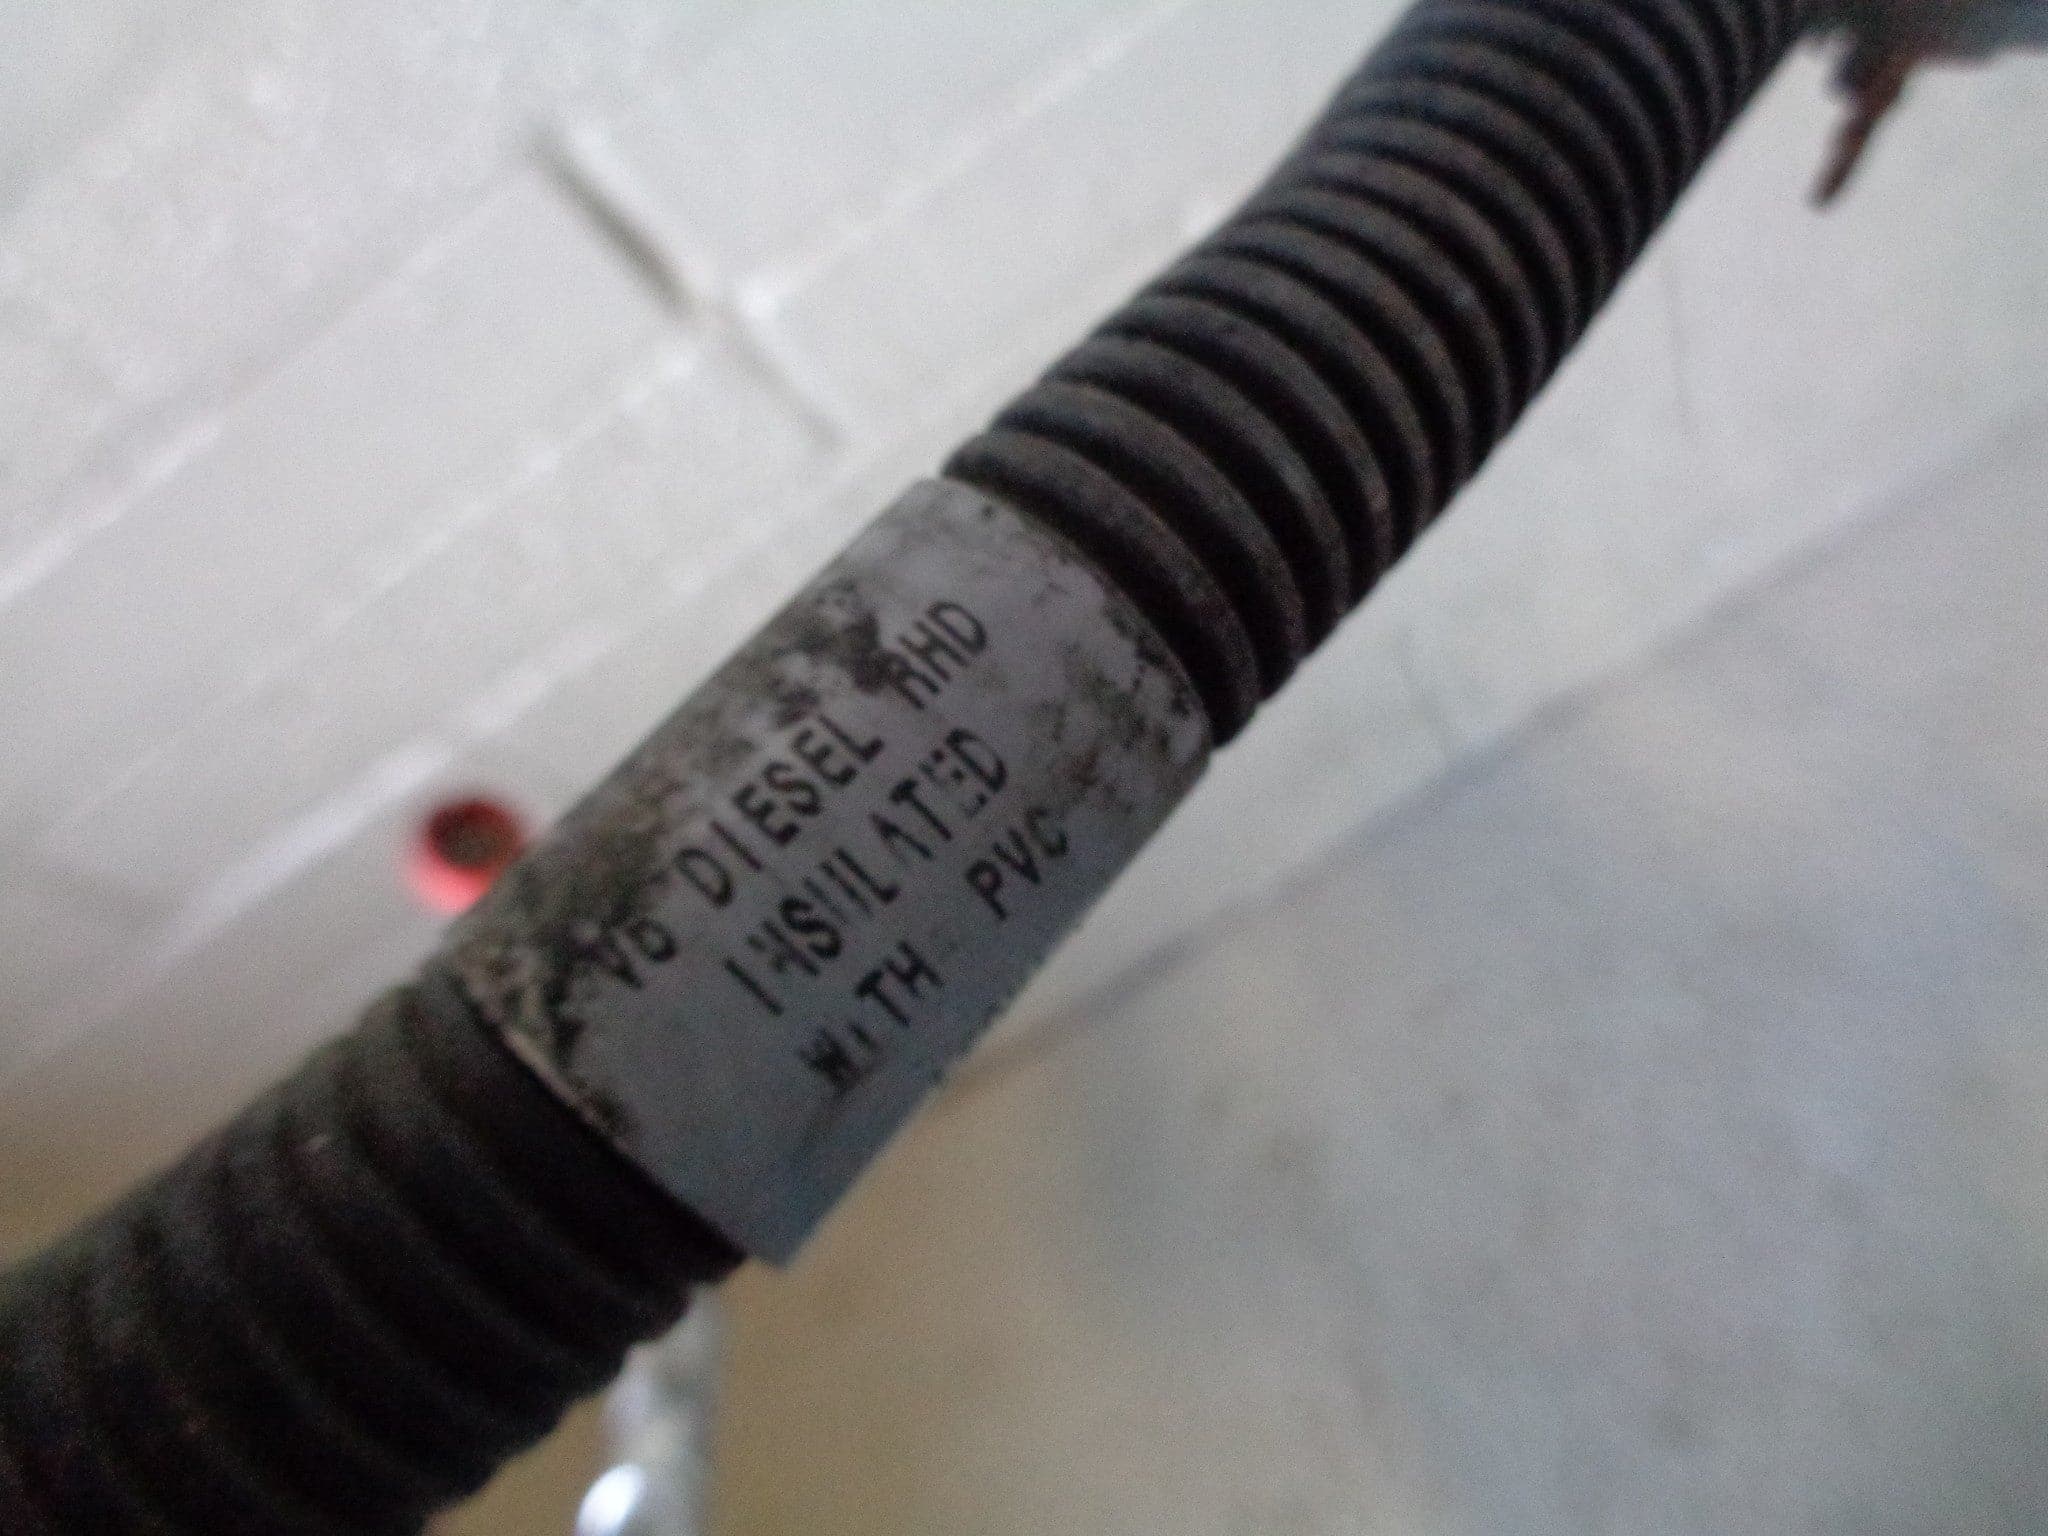 V6 DIESEL RHD
INSULATED
WITH PVC